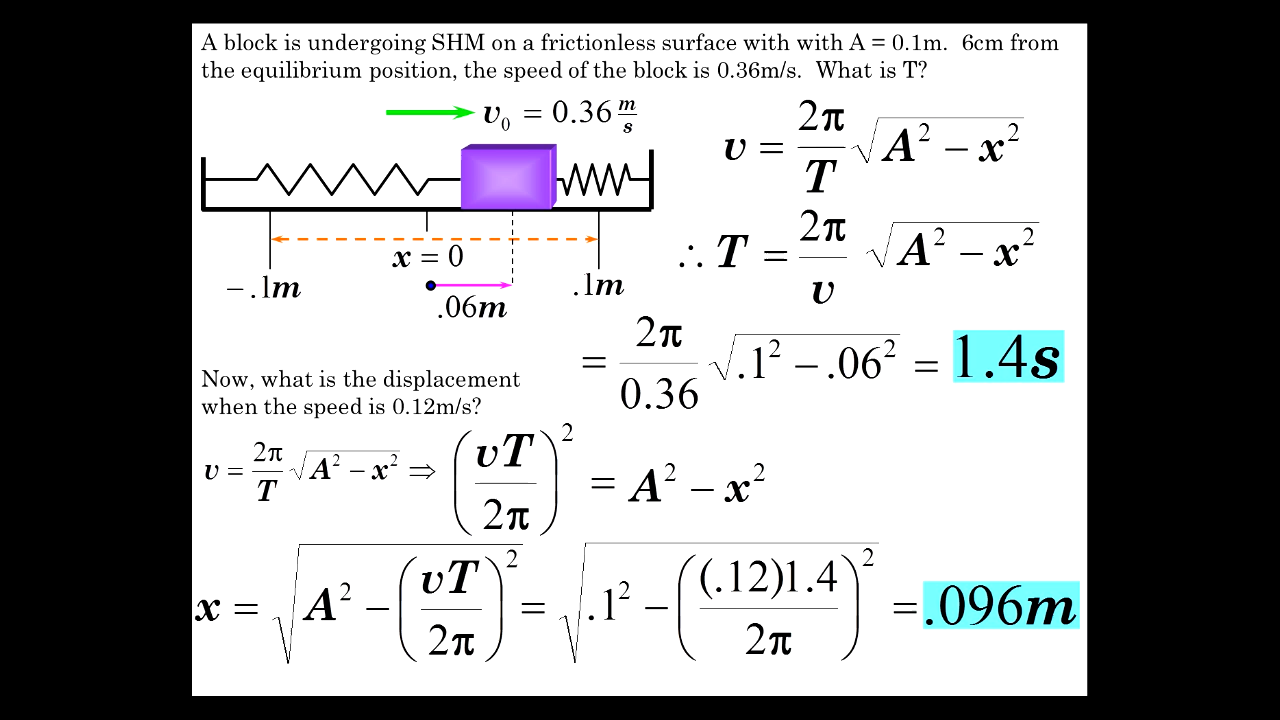 A block is undergoing SHM on a frictionless surface with with A = 0.1m. 6cm from
the equilibrium position, the speed of the block is 0.36m/s. What is T?
v₀ = 0.36 m/s
v = 2π/T √A² − x²
∴ T = 2π/v √A² − x²
x = 0
− .1m
.06m
.1m
= 2π/0.36 √.1² − .06² = 1.4s
Now, what is the displacement
when the speed is 0.12m/s?
v = 2π/T √A² − x² ⇒ (vT/2π)² = A² − x²
x = √A² − (vT/2π)² = √.1² − ((.12)1.4/2π)² = .096m